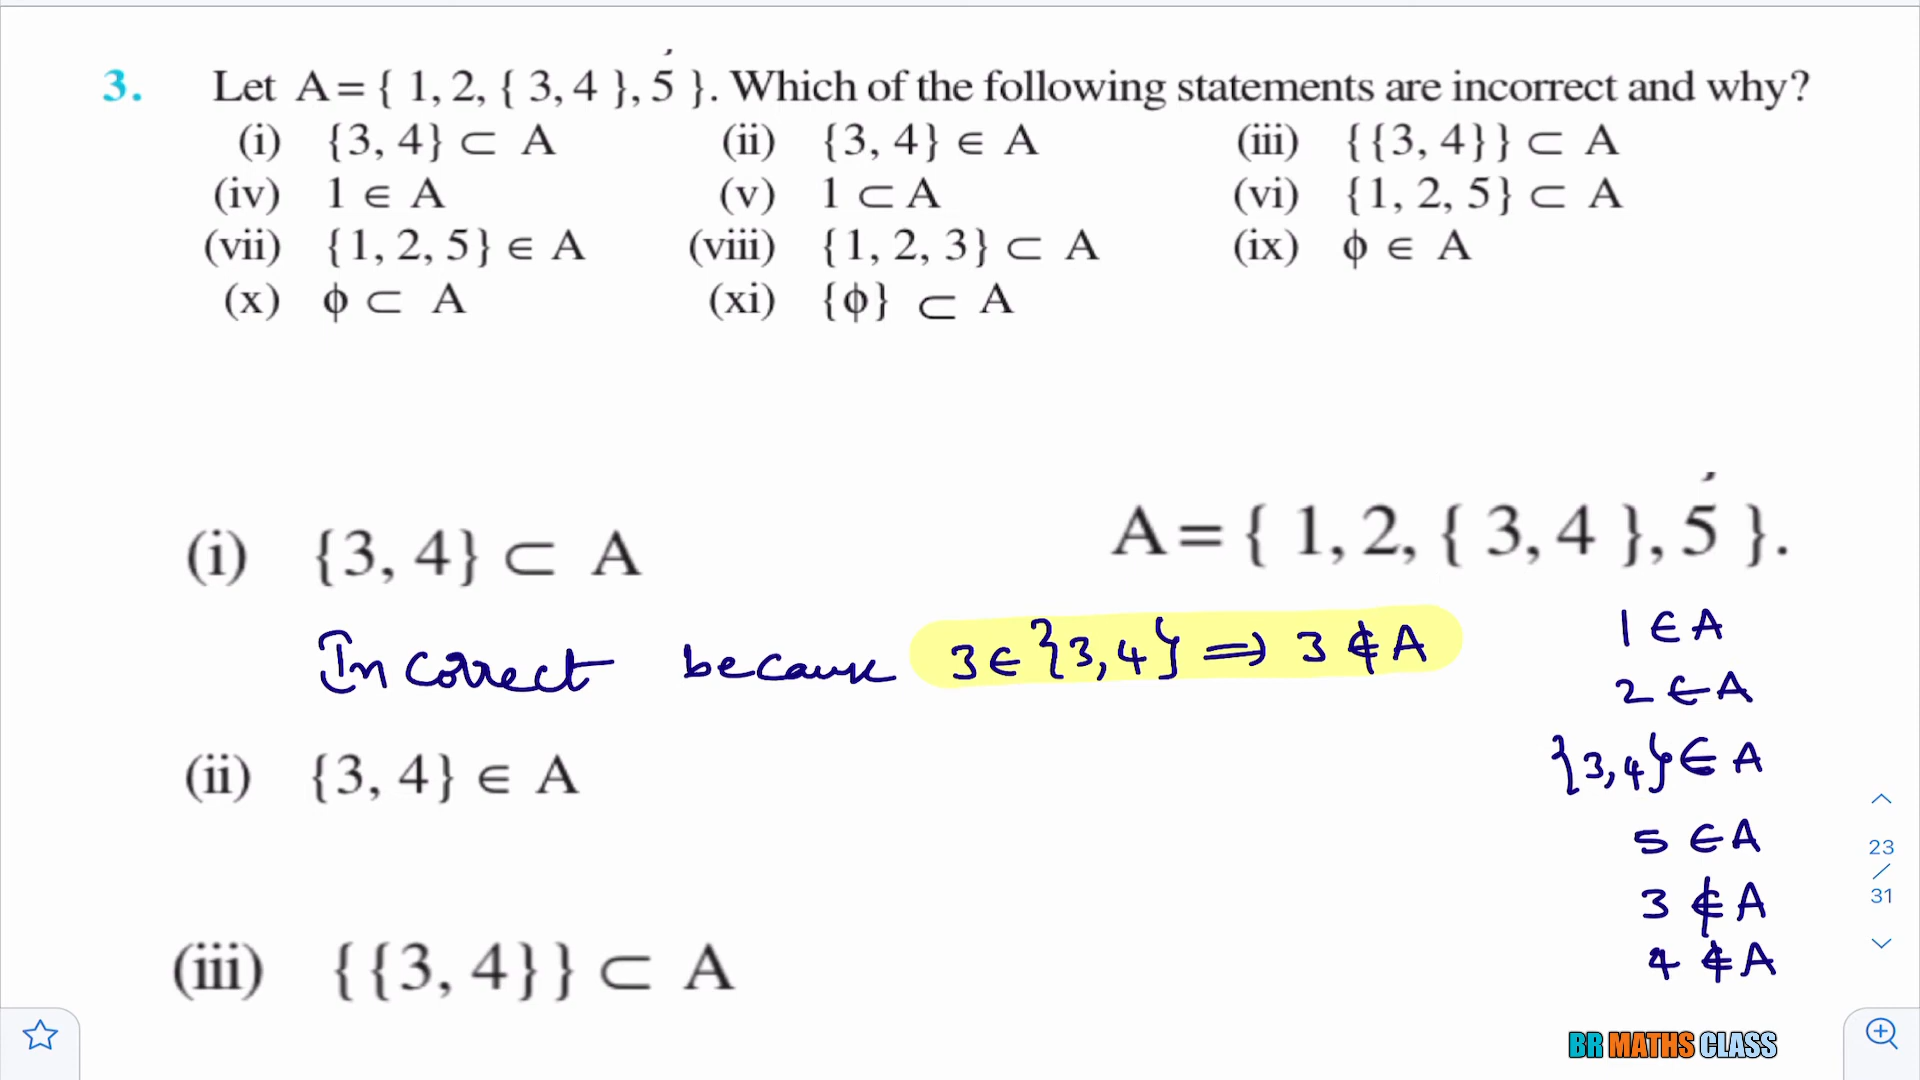 3. Let A = { 1, 2, { 3, 4 }, 5 }. Which of the following statements are incorrect and why?
(i) {3, 4} ⊂ A (ii) {3, 4} ∈ A (iii) {{3, 4}} ⊂ A
(iv) 1 ∈ A (v) 1 ⊂ A (vi) {1, 2, 5} ⊂ A
(vii) {1, 2, 5} ∈ A (viii) {1, 2, 3} ⊂ A (ix) ϕ ∈ A
(x) ϕ ⊂ A (xi) {ϕ} ⊂ A
(i) {3, 4} ⊂ A
A = { 1, 2, { 3, 4 }, 5 }.
Incorrect because 3 ∈ {3,4} ⟹ 3 ∉ A
1 ∈ A
2 ∈ A
{3,4} ∈ A
5 ∈ A
3 ∉ A
4 ∉ A
(ii) {3, 4} ∈ A
(iii) {{3, 4}} ⊂ A
23
/
31
BR MATHS CLASS